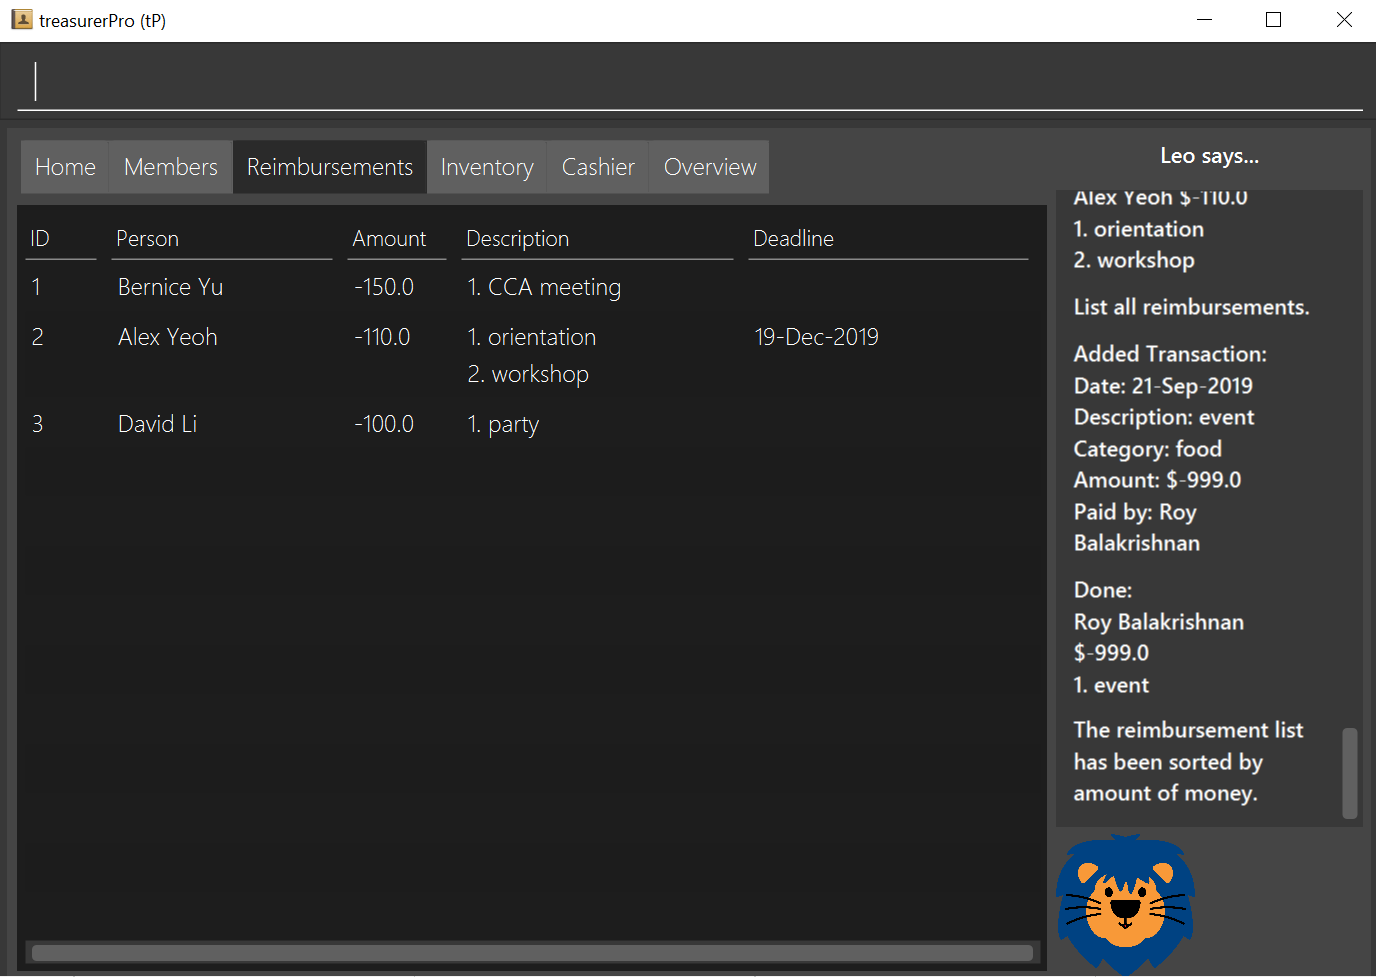 treasurerPro (tP)
Home Members Reimbursements Inventory Cashier Overview
ID Person Amount Description Deadline
1 Bernice Yu -150.0 1. CCA meeting
2 Alex Yeoh -110.0 1. orientation 19-Dec-2019
2. workshop
3 David Li -100.0 1. party
Leo says...
Alex Yeoh $-110.0
1. orientation
2. workshop
List all reimbursements.
Added Transaction:
Date: 21-Sep-2019
Description: event
Category: food
Amount: $-999.0
Paid by: Roy
Balakrishnan
Done:
Roy Balakrishnan
$-999.0
1. event
The reimbursement list
has been sorted by
amount of money.